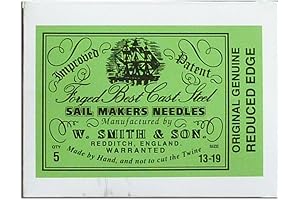 Improved Patent
Forged Best Cast Steel
SAIL MAKERS NEEDLES
Manufactured by
W. SMITH & SON.
REDDITCH, ENGLAND.
WARRANTED
QTY
5
SIZE
13-19
Made by Hand, and not to cut the Twine
ORIGINAL GENUINE
REDUCED EDGE